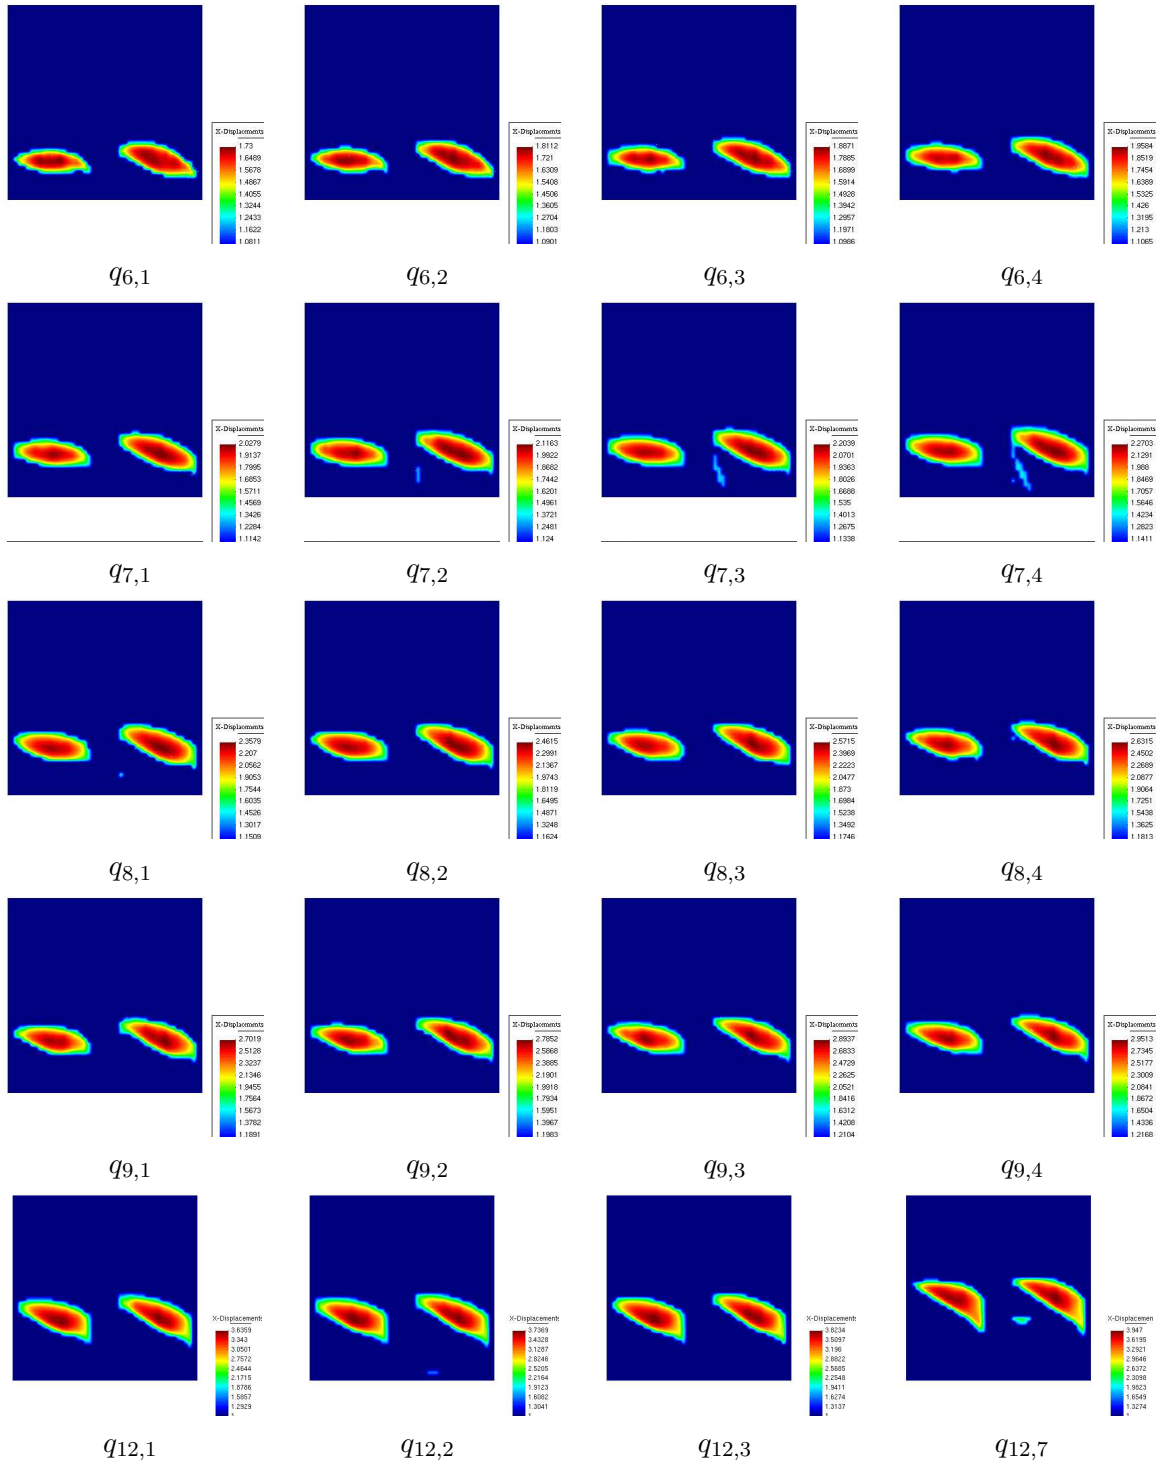 X-Displacements X-Displacements X-Displacements X-Displacements
1.73 1.8112 1.8871 1.9584
1.6489 1.721 1.7885 1.8519
1.5678 1.6309 1.6899 1.7454
1.4867 1.5408 1.5914 1.6389
1.4055 1.4506 1.4928 1.5325
1.3244 1.3605 1.3942 1.426
1.2433 1.2704 1.2957 1.3195
1.1622 1.1803 1.1971 1.213
1.0811 1.0901 1.0986 1.1065
q6,1 q6,2 q6,3 q6,4
X-Displacements X-Displacements X-Displacements X-Displacements
2.0279 2.1163 2.2039 2.2703
1.9137 1.9922 2.0701 2.1291
1.7995 1.8682 1.9363 1.988
1.6853 1.7442 1.8026 1.8469
1.5711 1.6201 1.6688 1.7057
1.4569 1.4961 1.535 1.5646
1.3426 1.3721 1.4013 1.4234
1.2284 1.2481 1.2675 1.2823
1.1142 1.124 1.1338 1.1411
q7,1 q7,2 q7,3 q7,4
X-Displacements X-Displacements X-Displacements X-Displacements
2.3579 2.4615 2.5715 2.6315
2.207 2.2991 2.3969 2.4502
2.0562 2.1367 2.2223 2.2689
1.9053 1.9743 2.0477 2.0877
1.7544 1.8119 1.873 1.9064
1.6035 1.6495 1.6984 1.7251
1.4526 1.4871 1.5238 1.5438
1.3017 1.3248 1.3492 1.3625
1.1509 1.1624 1.1746 1.1813
q8,1 q8,2 q8,3 q8,4
X-Displacements X-Displacements X-Displacements X-Displacements
2.7019 2.7852 2.8937 2.9513
2.5128 2.5868 2.6833 2.7345
2.3237 2.3885 2.4729 2.5177
2.1346 2.1901 2.2625 2.3009
1.9455 1.9918 2.0521 2.0841
1.7564 1.7934 1.8416 1.8672
1.5673 1.5951 1.6312 1.6504
1.3782 1.3967 1.4208 1.4336
1.1891 1.1983 1.2104 1.2168
q9,1 q9,2 q9,3 q9,4
X-Displacements X-Displacements X-Displacements X-Displacemen
3.6359 3.7369 3.8234 3.947
3.343 3.4328 3.5097 3.6195
3.0501 3.1287 3.196 3.2921
2.7572 2.8246 2.8822 2.9646
2.4644 2.5205 2.5685 2.6372
2.1715 2.2164 2.2548 2.3098
1.8786 1.9123 1.9411 1.9823
1.5857 1.6082 1.6274 1.6549
1.2929 1.3041 1.3137 1.3274
q12,1 q12,2 q12,3 q12,7